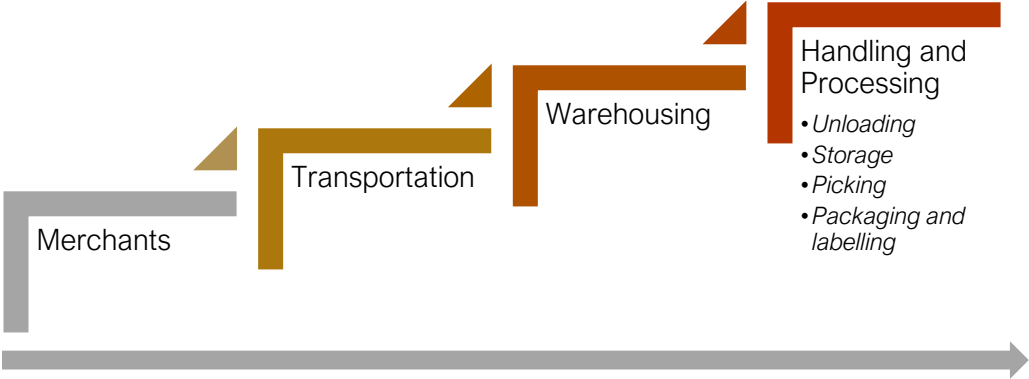 Merchants
Transportation
Warehousing
Handling and
Processing
•Unloading
•Storage
•Picking
•Packaging and
labelling